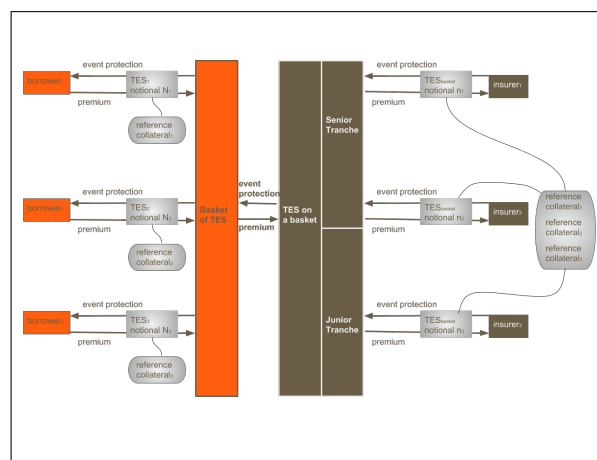 event protection
borrower₁
TES₁
notional N₁
premium
reference
collateral₁
event protection
borrower₁
TES₂
notional N₂
premium
reference
collateral₂
event protection
borrower₁
TES₃
notional N₃
premium
reference
collateral₃
Basket
of TES
event
protection
premium
TES on
a basket
Senior
Tranche
Junior
Tranche
event protection
TESbasket
notional n₁
insurer₁
premium
event protection
TESbasket
notional n₂
insurer₂
premium
event protection
TESbasket
notional n₃
insurer₃
premium
reference
collateral₁
reference
collateral₂
reference
collateral₃